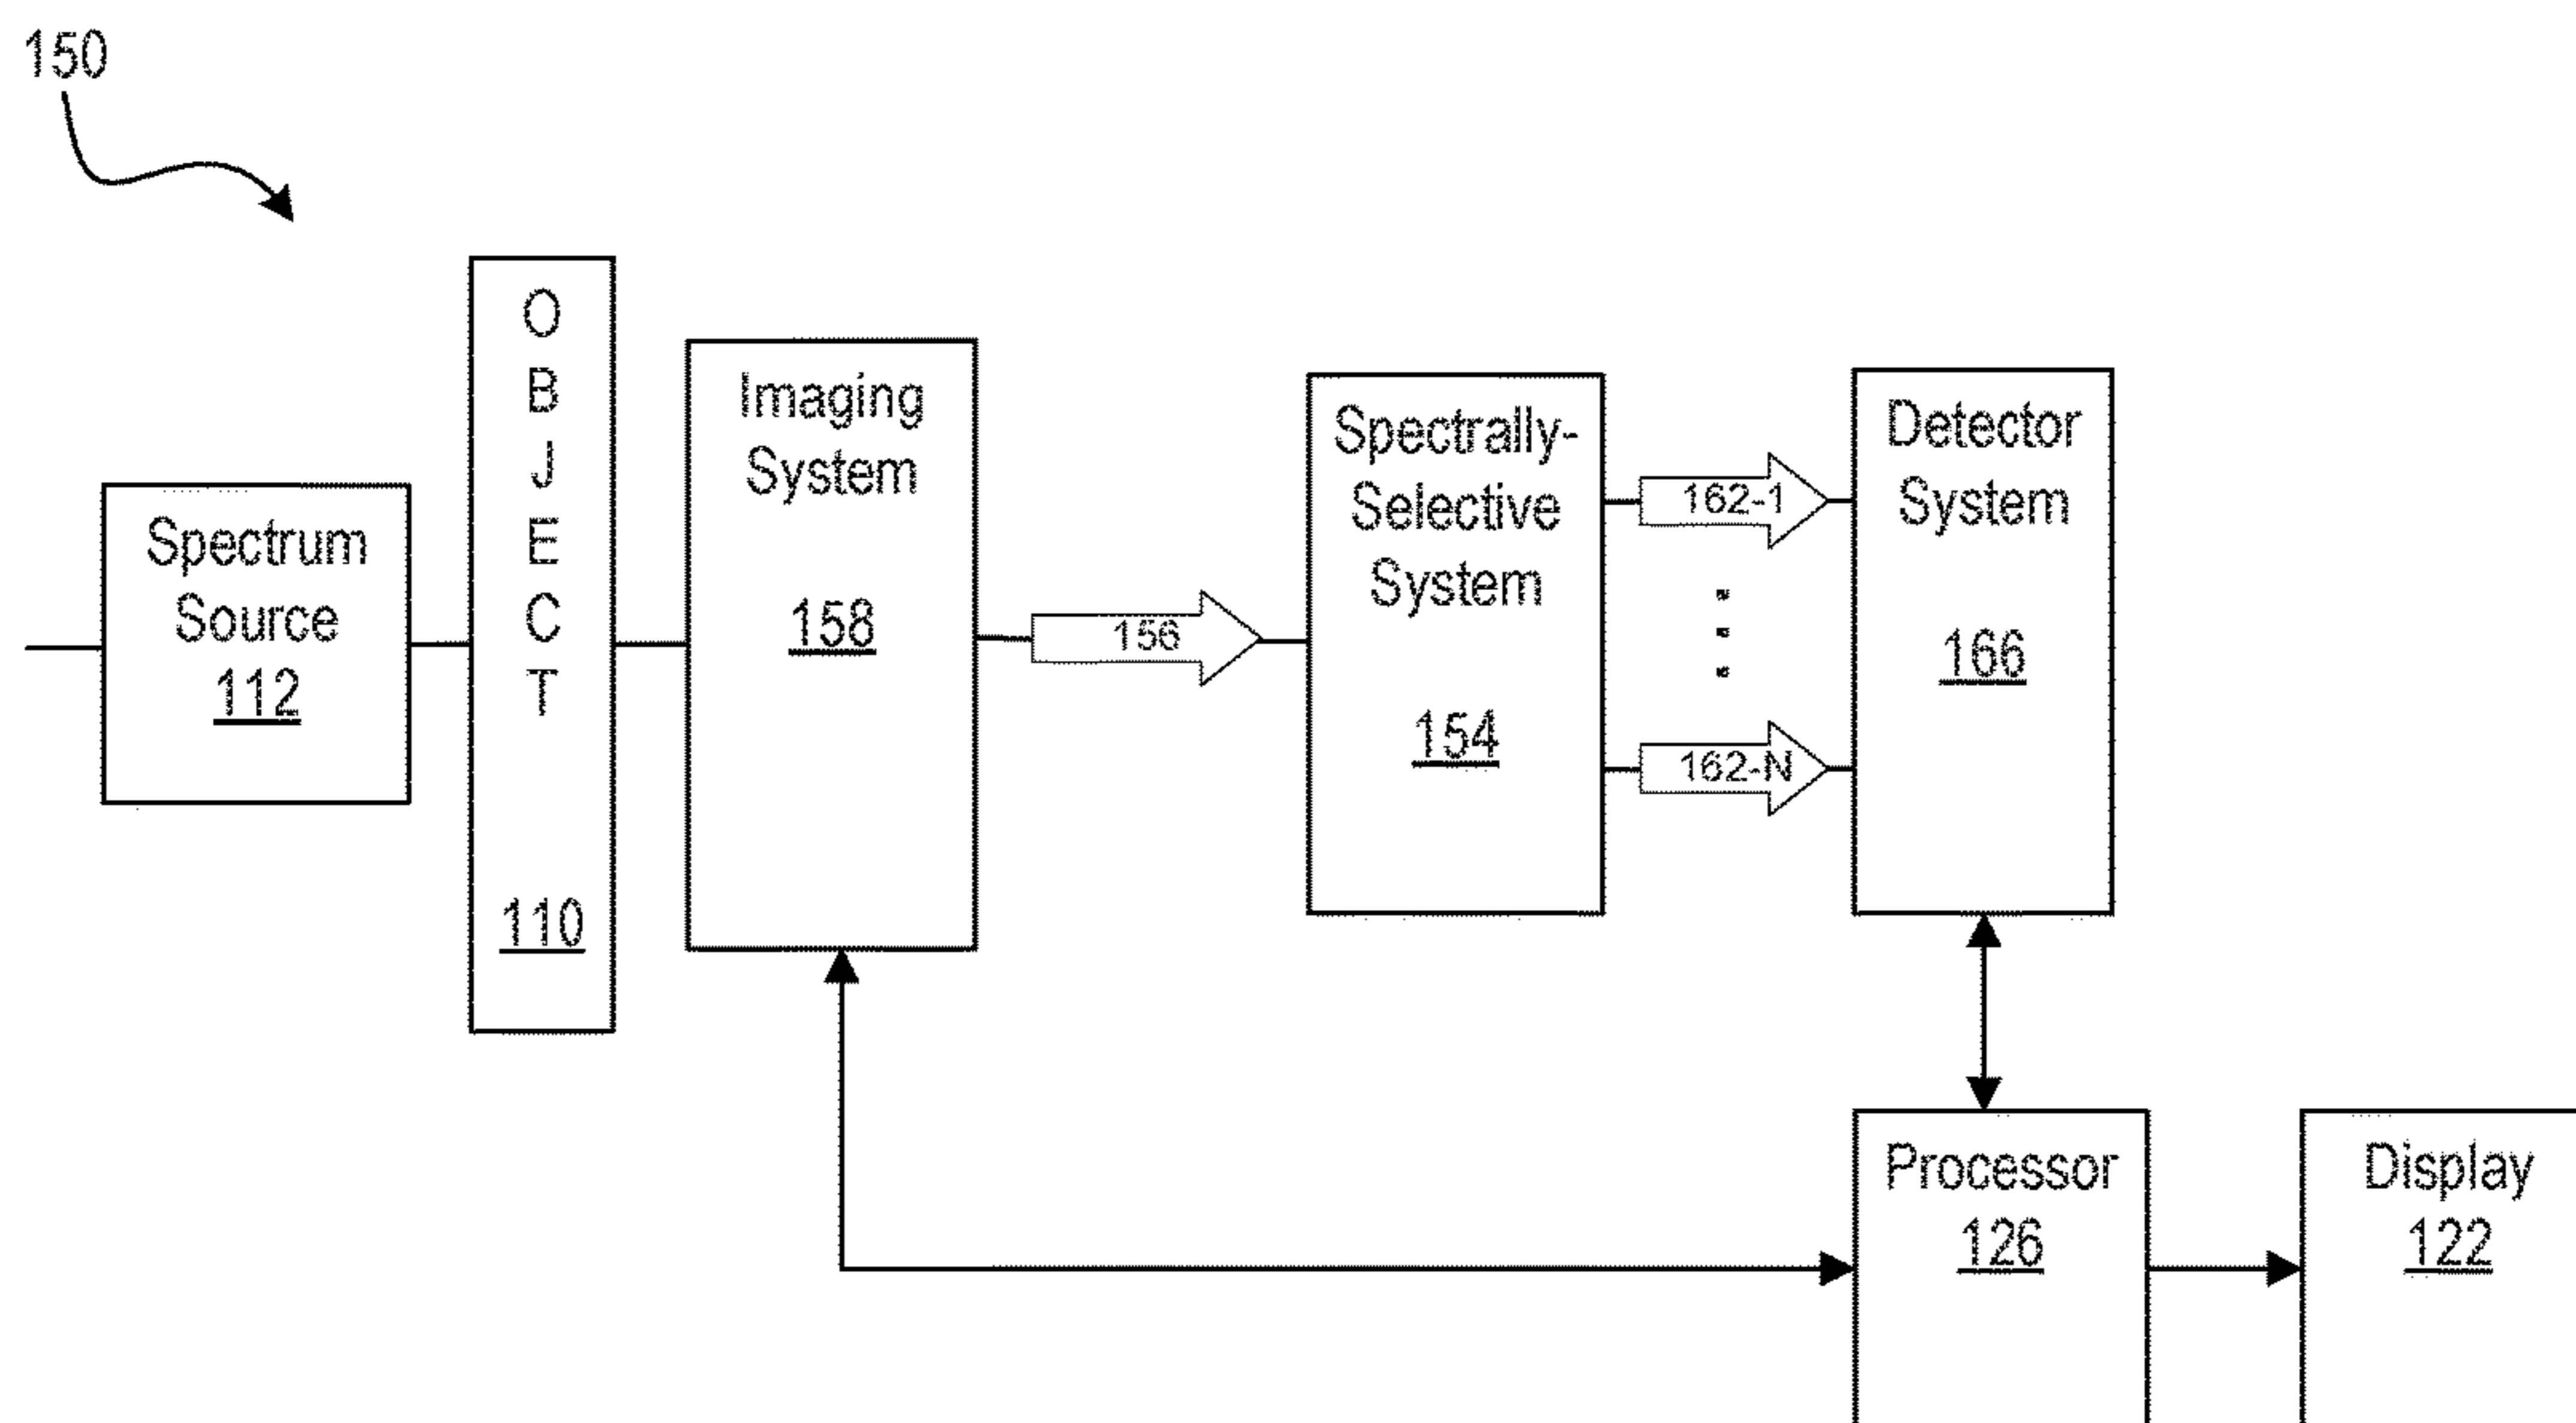 150
Spectrum
Source
112
O
B
J
E
C
T
110
Imaging
System
158
156
Spectrally-
Selective
System
154
162-1
162-N
Detector
System
166
Processor
126
Display
122